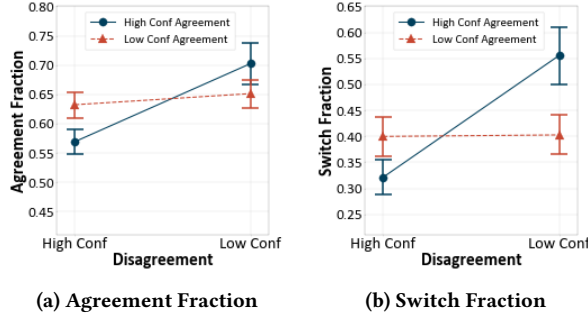 0.80
0.75
0.70
0.65
0.60
0.55
0.50
0.45
Agreement Fraction
High Conf Agreement
Low Conf Agreement
High Conf
Low Conf
Disagreement
(a) Agreement Fraction
0.65
0.60
0.55
0.50
0.45
0.40
0.35
0.30
0.25
Switch Fraction
High Conf Agreement
Low Conf Agreement
High Conf
Low Conf
Disagreement
(b) Switch Fraction